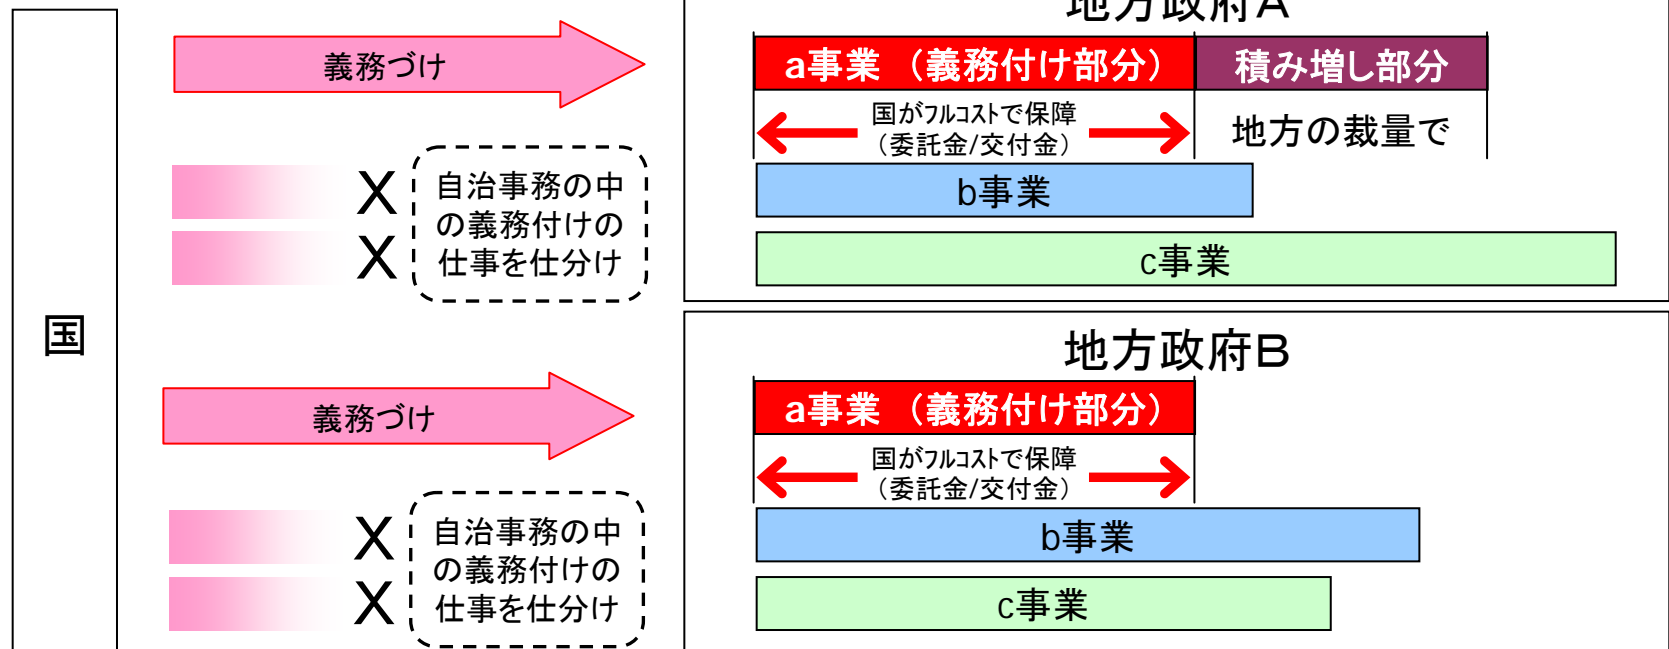 国
地方政府A
義務づけ
a事業 （義務付け部分）
積み増し部分
国がフルコストで保障
（委託金/交付金）
地方の裁量で
X
X
自治事務の中
の義務付けの
仕事を仕分け
b事業
c事業
地方政府B
義務づけ
a事業 （義務付け部分）
国がフルコストで保障
（委託金/交付金）
X
X
自治事務の中
の義務付けの
仕事を仕分け
b事業
c事業